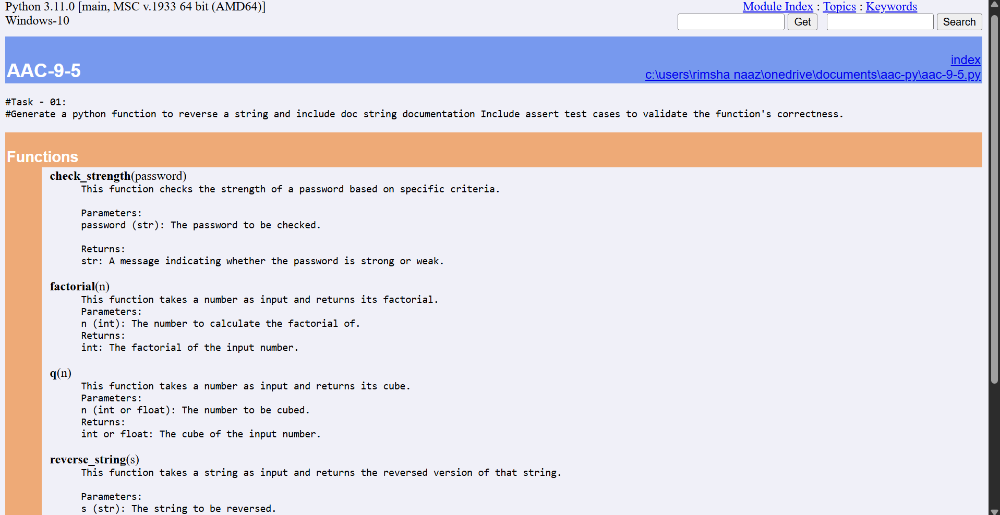 Python 3.11.0 [main, MSC v.1933 64 bit (AMD64)]
Windows-10
Module Index : Topics : Keywords
Get Search
AAC-9-5
index
c:\users\rimsha naaz\onedrive\documents\aac-py\aac-9-5.py
#Task - 01:
#Generate a python function to reverse a string and include doc string documentation Include assert test cases to validate the function's correctness.
Functions
check_strength(password)
This function checks the strength of a password based on specific criteria.
Parameters:
password (str): The password to be checked.
Returns:
str: A message indicating whether the password is strong or weak.
factorial(n)
This function takes a number as input and returns its factorial.
Parameters:
n (int): The number to calculate the factorial of.
Returns:
int: The factorial of the input number.
q(n)
This function takes a number as input and returns its cube.
Parameters:
n (int or float): The number to be cubed.
Returns:
int or float: The cube of the input number.
reverse_string(s)
This function takes a string as input and returns the reversed version of that string.
Parameters:
s (str): The string to be reversed.